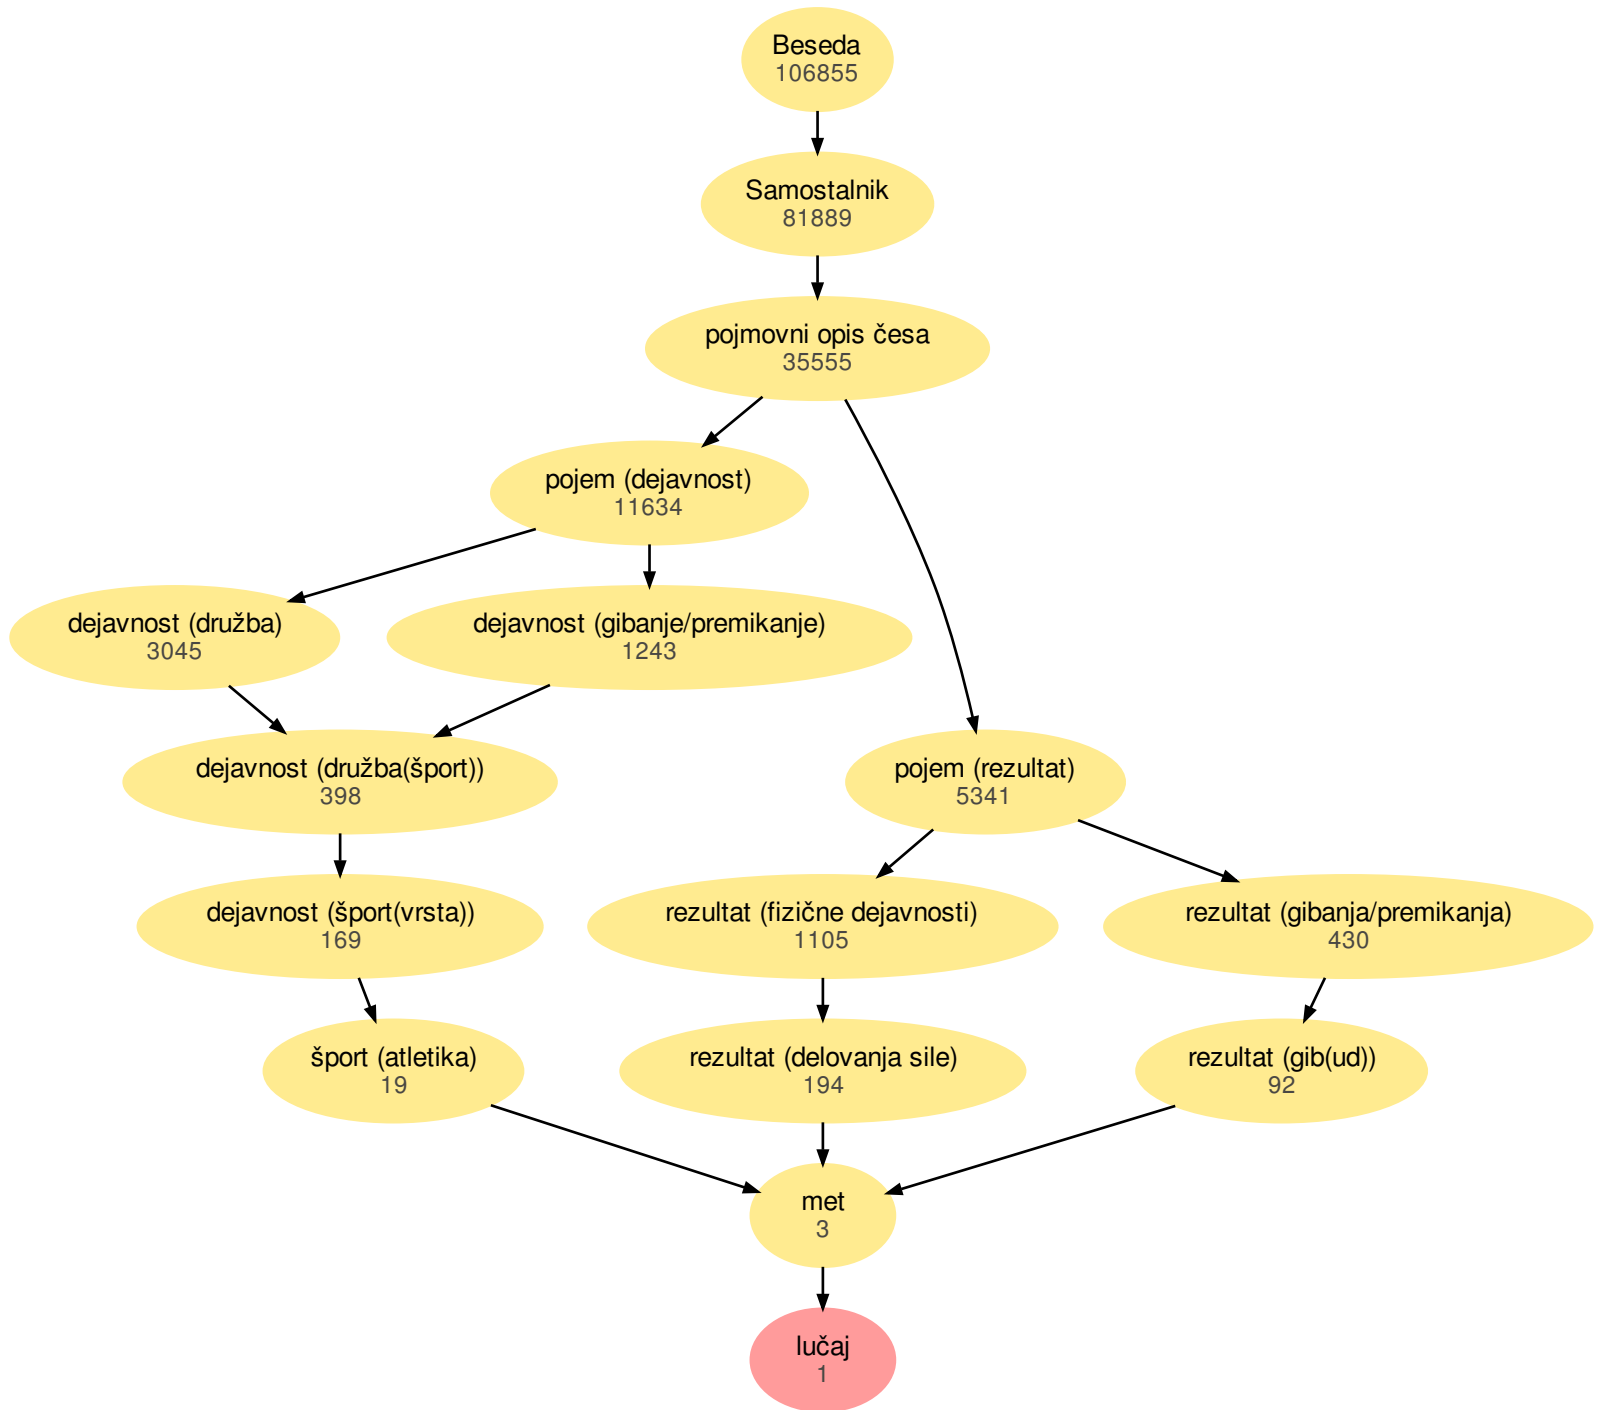 Beseda
106855
Samostalnik
81889
pojmovni opis česa
35555
pojem (dejavnost)
11634
dejavnost (družba)
3045
dejavnost (gibanje/premikanje)
1243
dejavnost (družba(šport))
398
pojem (rezultat)
5341
dejavnost (šport(vrsta))
169
rezultat (fizične dejavnosti)
1105
rezultat (gibanja/premikanja)
430
šport (atletika)
19
rezultat (delovanja sile)
194
rezultat (gib(ud))
92
met
3
lučaj
1